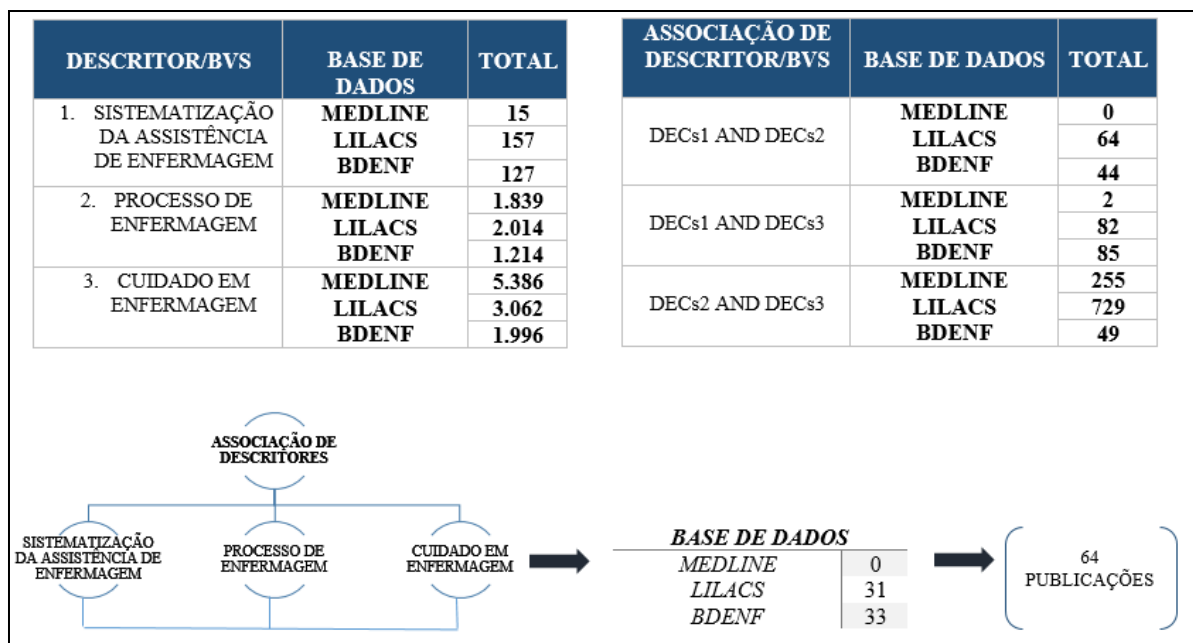 DESCRITOR/BVS BASE DE DADOS TOTAL
1. SISTEMATIZAÇÃO DA ASSISTÊNCIA DE ENFERMAGEM
MEDLINE 15
LILACS 157
BDENF 127
2. PROCESSO DE ENFERMAGEM
MEDLINE 1.839
LILACS 2.014
BDENF 1.214
3. CUIDADO EM ENFERMAGEM
MEDLINE 5.386
LILACS 3.062
BDENF 1.996
ASSOCIAÇÃO DE DESCRITOR/BVS BASE DE DADOS TOTAL
DECs1 AND DECs2
MEDLINE 0
LILACS 64
BDENF 44
DECs1 AND DECs3
MEDLINE 2
LILACS 82
BDENF 85
DECs2 AND DECs3
MEDLINE 255
LILACS 729
BDENF 49
ASSOCIAÇÃO DE
DESCRITORES
SISTEMATIZAÇÃO
DA ASSISTÊNCIA DE
ENFERMAGEM
PROCESSO DE
ENFERMAGEM
CUIDADO EM
ENFERMAGEM
BASE DE DADOS
MEDLINE 0
LILACS 31
BDENF 33
64
PUBLICAÇÕES